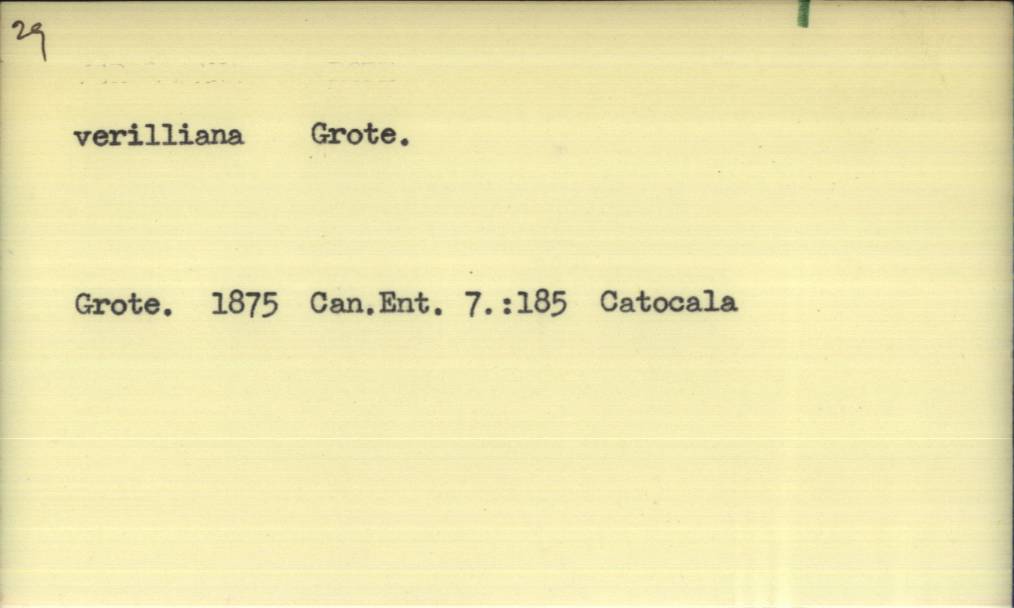 29
verilliana Grote.
Grote. 1875 Can.Ent. 7.:185 Catocala